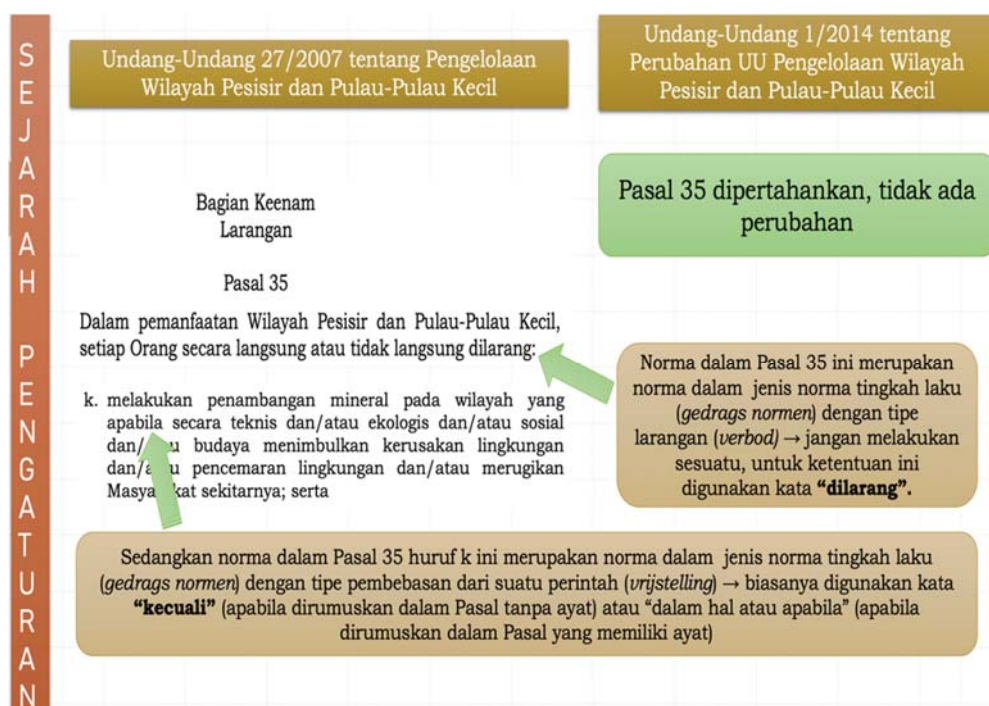 SEJARAH PENGATURAN
Undang-Undang 27/2007 tentang Pengelolaan
Wilayah Pesisir dan Pulau-Pulau Kecil
Undang-Undang 1/2014 tentang
Perubahan UU Pengelolaan Wilayah
Pesisir dan Pulau-Pulau Kecil
Bagian Keenam
Larangan
Pasal 35
Dalam pemanfaatan Wilayah Pesisir dan Pulau-Pulau Kecil,
setiap Orang secara langsung atau tidak langsung dilarang:
k. melakukan penambangan mineral pada wilayah yang
apabila secara teknis dan/atau ekologis dan/atau sosial
dan/atau budaya menimbulkan kerusakan lingkungan
dan/atau pencemaran lingkungan dan/atau merugikan
Masyarakat sekitarnya; serta
Pasal 35 dipertahankan, tidak ada
perubahan
Norma dalam Pasal 35 ini merupakan
norma dalam jenis norma tingkah laku
(gedrags normen) dengan tipe
larangan (verbod) → jangan melakukan
sesuatu, untuk ketentuan ini
digunakan kata “dilarang”.
Sedangkan norma dalam Pasal 35 huruf k ini merupakan norma dalam jenis norma tingkah laku
(gedrags normen) dengan tipe pembebasan dari suatu perintah (vrijstelling) → biasanya digunakan kata
“kecuali” (apabila dirumuskan dalam Pasal tanpa ayat) atau “dalam hal atau apabila” (apabila
dirumuskan dalam Pasal yang memiliki ayat)